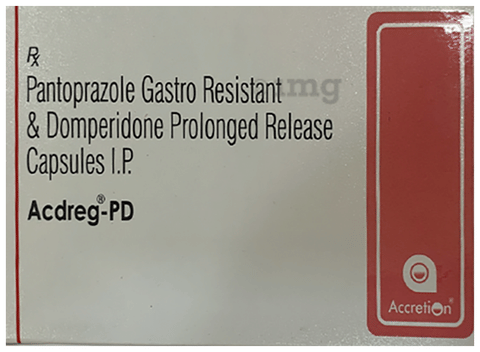 Rx
Pantoprazole Gastro Resistant
& Domperidone Prolonged Release
Capsules I.P.
Acdreg®-PD
Accretion®